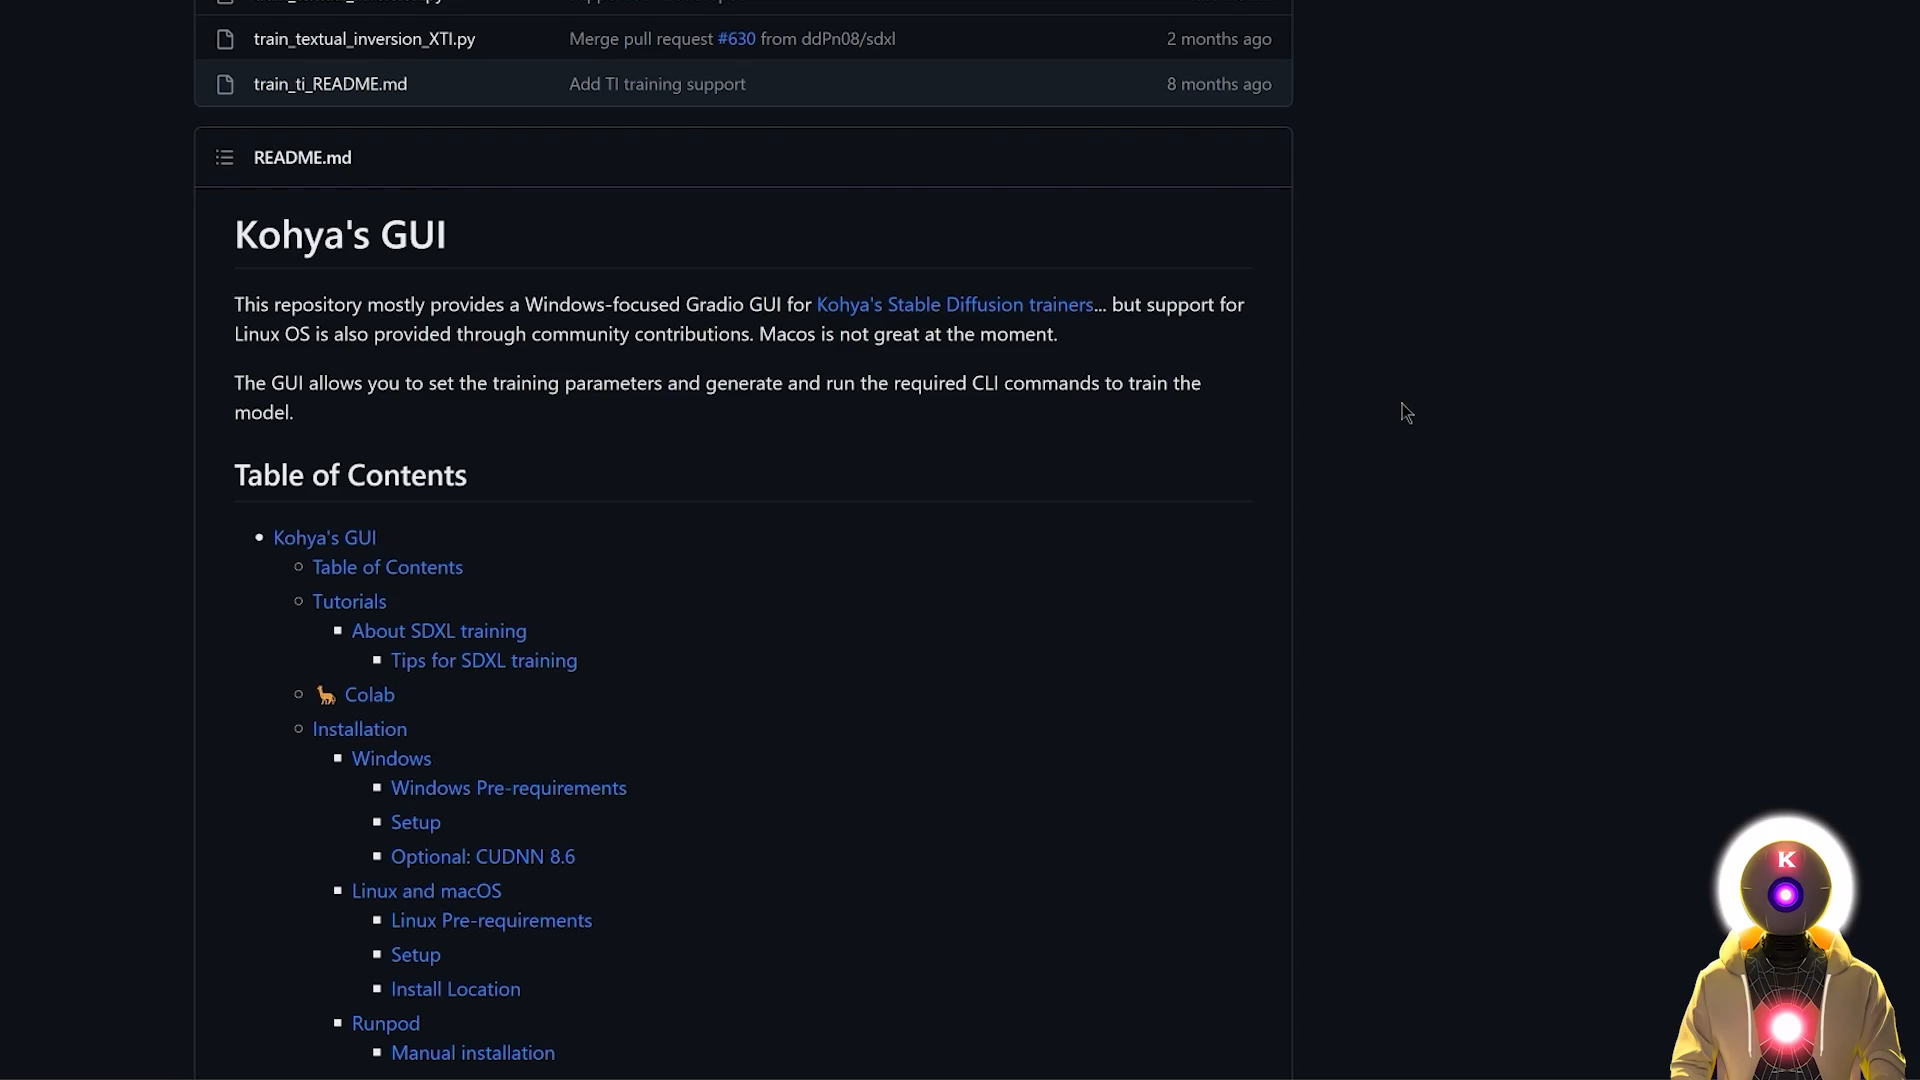 train_textual_inversion_XTI.py Merge pull request #630 from ddPn08/sdxl 2 months ago
train_ti_README.md Add TI training support 8 months ago
README.md
Kohya's GUI
This repository mostly provides a Windows-focused Gradio GUI for Kohya's Stable Diffusion trainers... but support for
Linux OS is also provided through community contributions. Macos is not great at the moment.
The GUI allows you to set the training parameters and generate and run the required CLI commands to train the
model.
Table of Contents
Kohya's GUI
Table of Contents
Tutorials
About SDXL training
Tips for SDXL training
🦒 Colab
Installation
Windows
Windows Pre-requirements
Setup
Optional: CUDNN 8.6
Linux and macOS
Linux Pre-requirements
Setup
Install Location
Runpod
Manual installation
K